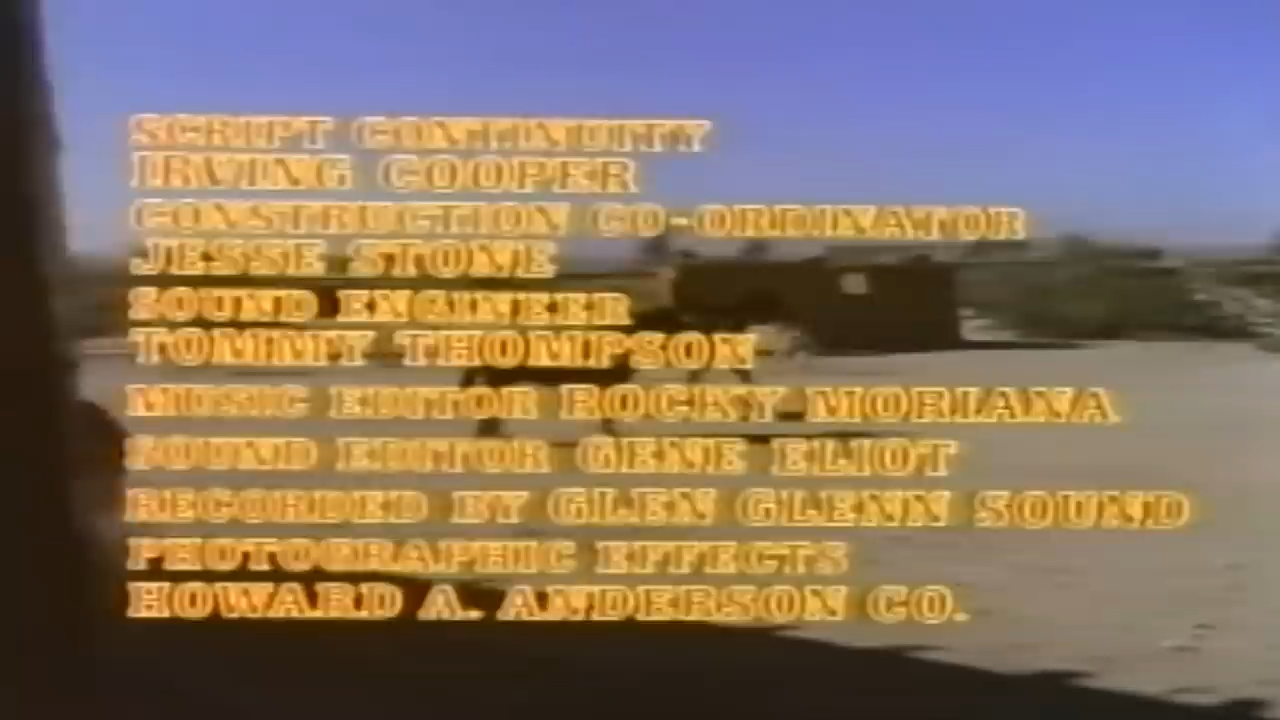 SCRIPT CONTINUITY
IRVING COOPER
CONSTRUCTION CO-ORDINATOR
JESSE STONE
SOUND ENGINEER
TOMMY THOMPSON
MUSIC EDITOR ROCKY MORIANA
SOUND EDITOR GENE ELIOT
RECORDED BY GLEN GLENN SOUND
PHOTOGRAPHIC EFFECTS
HOWARD A. ANDERSON CO.